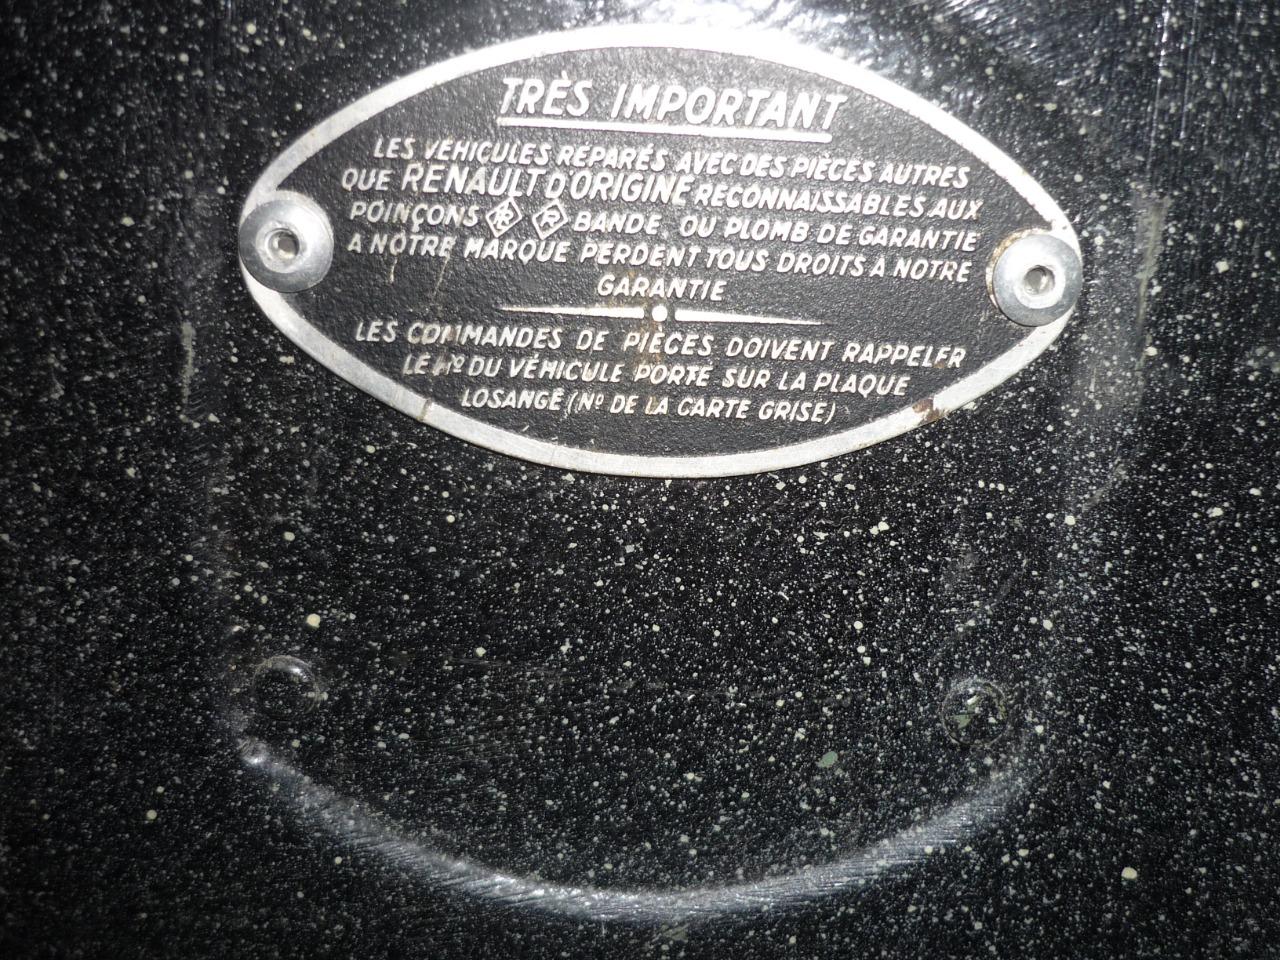 TRÈS IMPORTANT
LES VÉHICULES RÉPARÉS AVEC DES PIÈCES AUTRES
QUE RENAULT D'ORIGINE RECONNAISSABLES AUX
POINÇONS BANDE OU PLOMB DE GARANTIE
A NOTRE MARQUE PERDENT TOUS DROITS A NOTRE
GARANTIE
LES COMMANDES DE PIÈCES DOIVENT RAPPELER
LE Nº DU VÉHICULE PORTÉ SUR LA PLAQUE
LOSANGE (Nº DE LA CARTE GRISE)